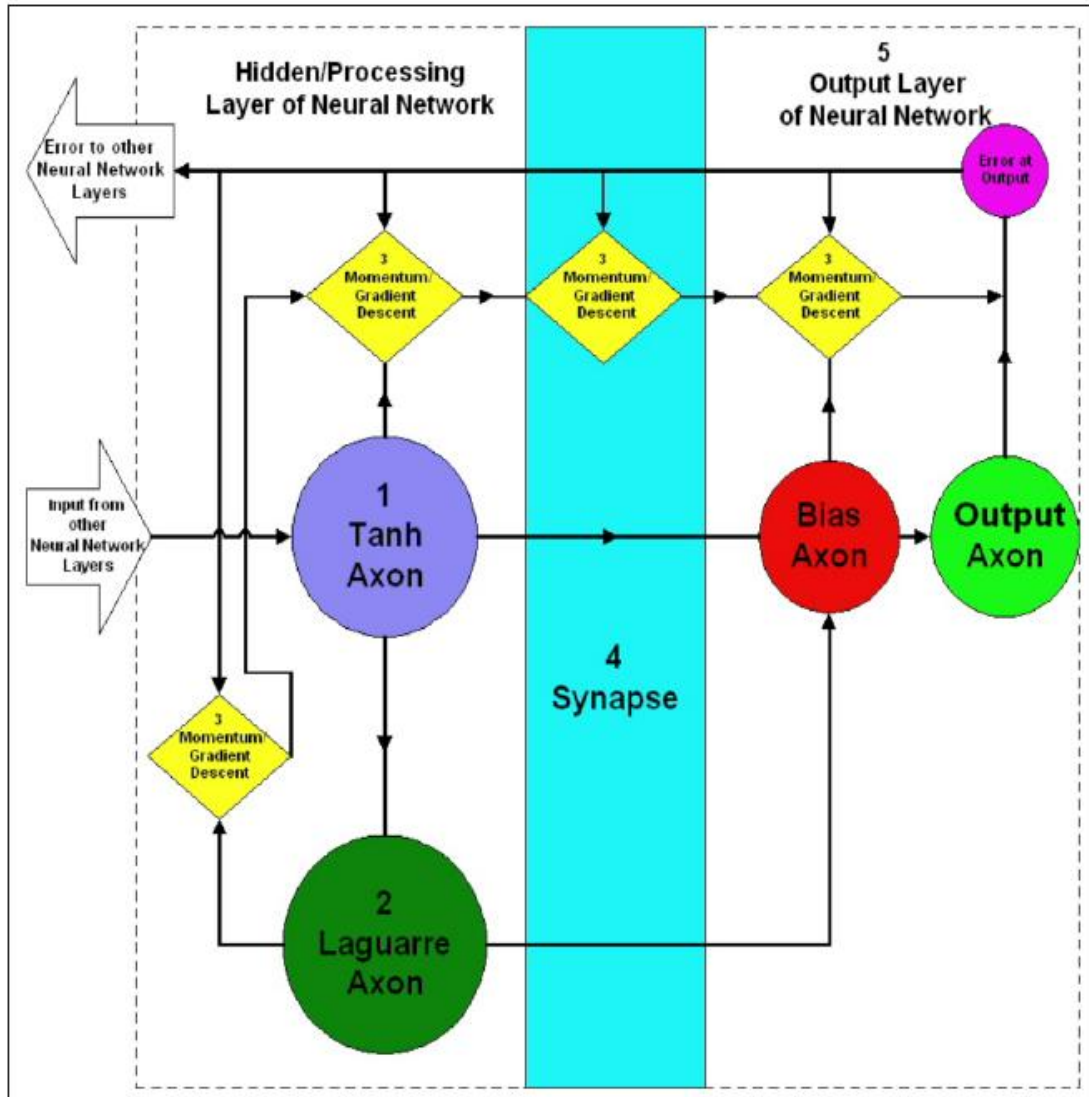 Hidden/Processing
Layer of Neural Network
5
Output Layer
of Neural Network
Error to other
Neural Network
Layers
Error at
Output
3
Momentum/
Gradient
Descent
3
Momentum/
Gradient
Descent
3
Momentum/
Gradient
Descent
Input from
other
Neural Network
Layers
1
Tanh
Axon
Bias
Axon
Output
Axon
4
Synapse
3
Momentum/
Gradient
Descent
2
Laguarre
Axon